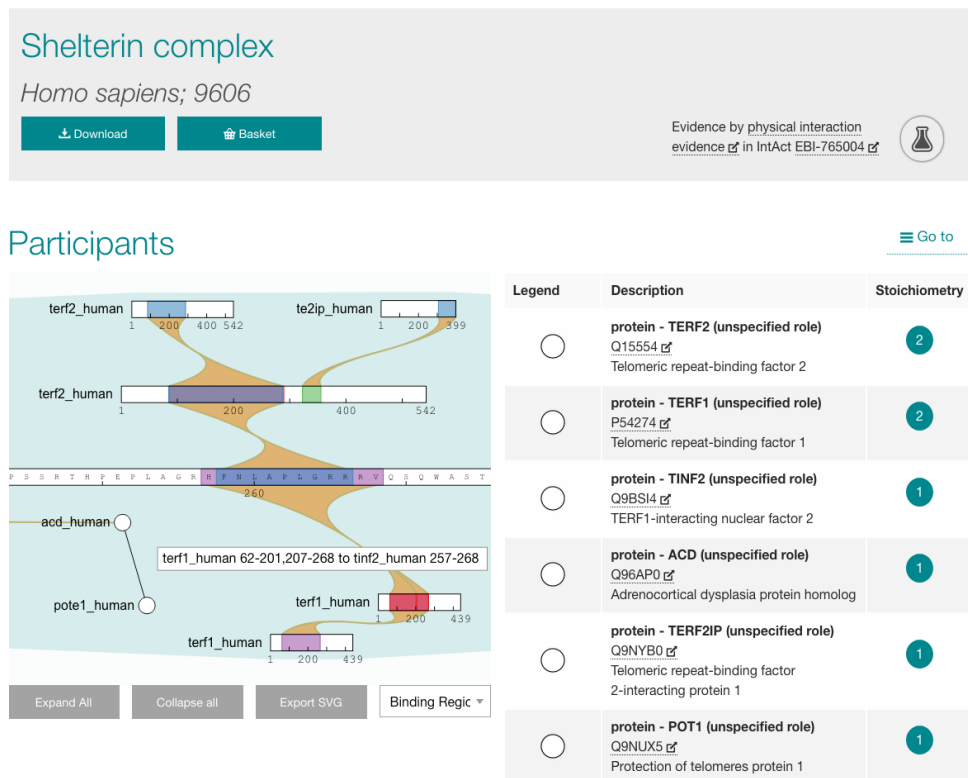 Shelterin complex
Homo sapiens; 9606
Download
Basket
Evidence by physical interaction
evidence in IntAct EBI-765004
Participants
Go to
terf2_human
1 200 400 542
te2ip_human
1 200 399
terf2_human
1 200 400 542
P S S R T H P E P L A G R H F N L A P L G R R R V Q S Q W A S T
260
acd_human
terf1_human 62-201,207-268 to tinf2_human 257-268
pote1_human
terf1_human
1 200 439
terf1_human
1 200 439
Expand All
Collapse all
Export SVG
Binding Regic
Legend Description Stoichiometry
protein - TERF2 (unspecified role)
Q15554
Telomeric repeat-binding factor 2
2
protein - TERF1 (unspecified role)
P54274
Telomeric repeat-binding factor 1
2
protein - TINF2 (unspecified role)
Q9BSI4
TERF1-interacting nuclear factor 2
1
protein - ACD (unspecified role)
Q96AP0
Adrenocortical dysplasia protein homolog
1
protein - TERF2IP (unspecified role)
Q9NYB0
Telomeric repeat-binding factor
2-interacting protein 1
1
protein - POT1 (unspecified role)
Q9NUX5
Protection of telomeres protein 1
1